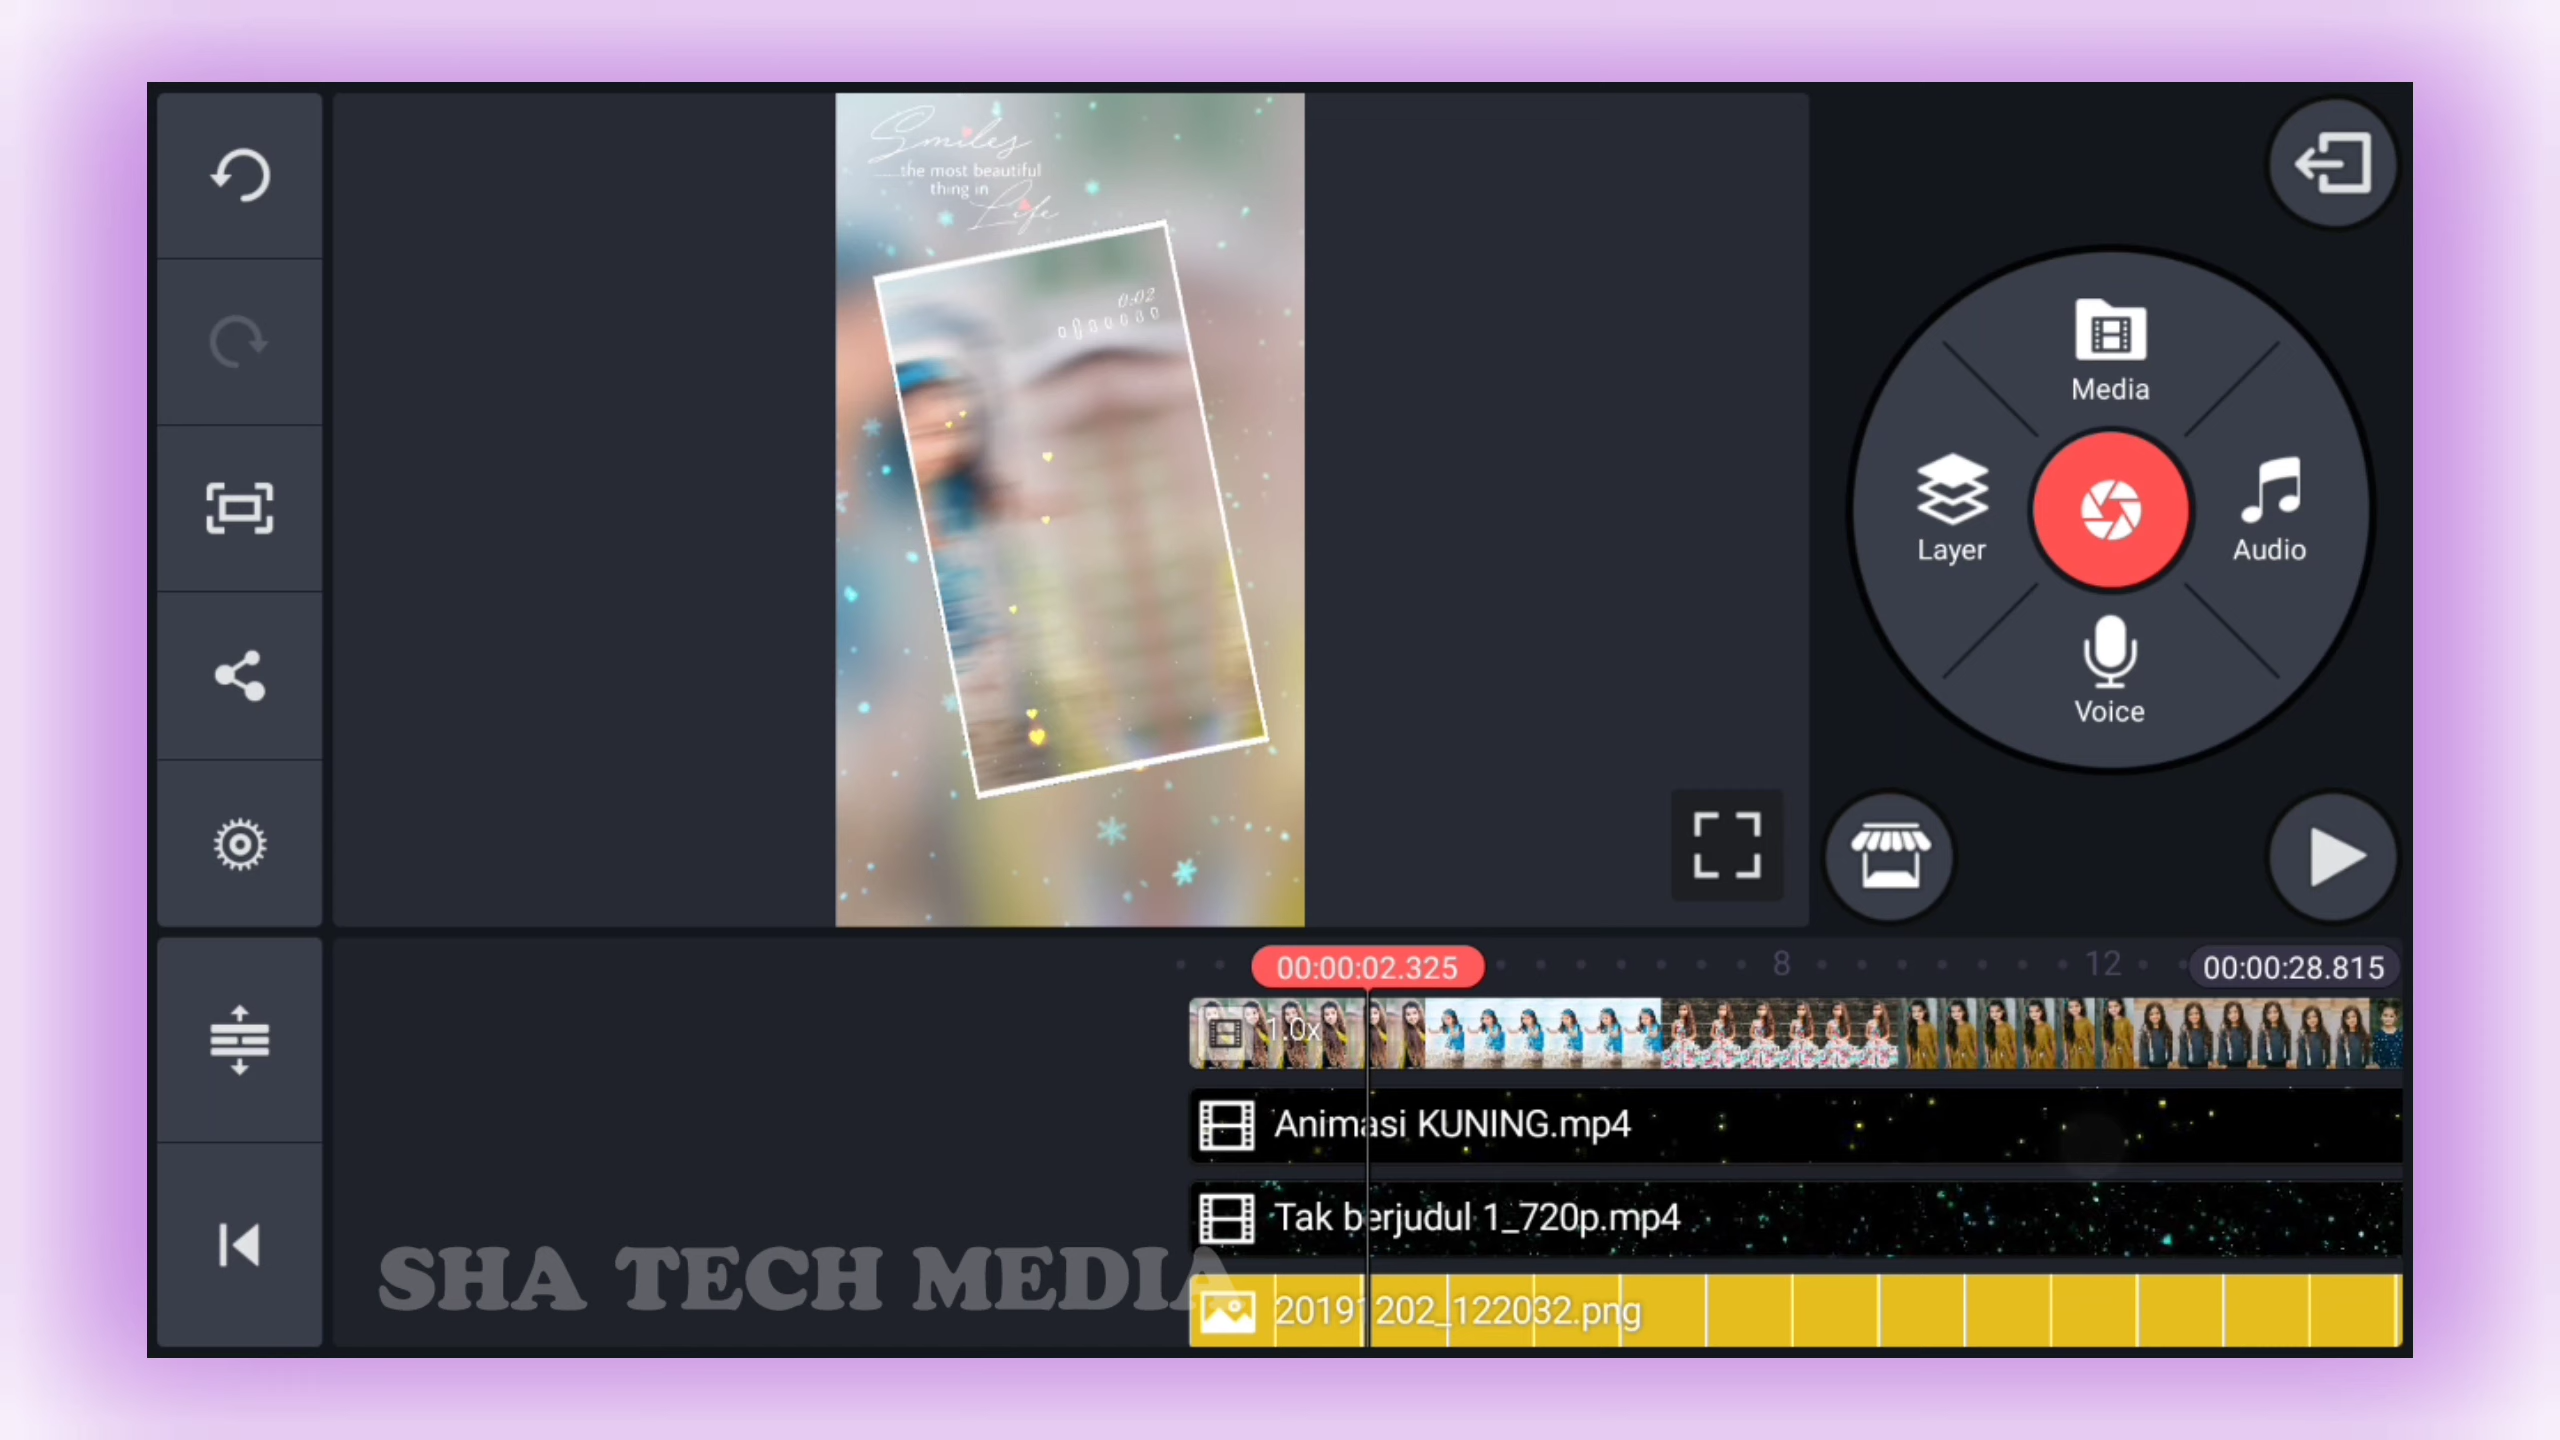 Smiles
the most beautiful
thing in
Life
0:02
Media
Layer
Audio
Voice
00:00:02.325
8
12
00:00:28.815
1.0x
Animasi KUNING.mp4
Tak berjudul 1_720p.mp4
SHA TECH MEDIA
20191202_122032.png